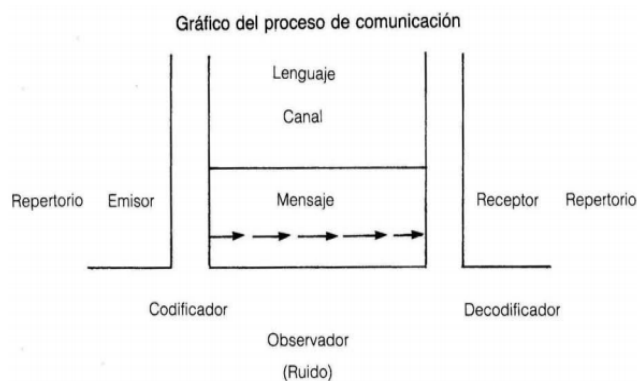 Gráfico del proceso de comunicación
Lenguaje
Canal
Repertorio Emisor Mensaje Receptor Repertorio
Codificador Decodificador
Observador
(Ruido)